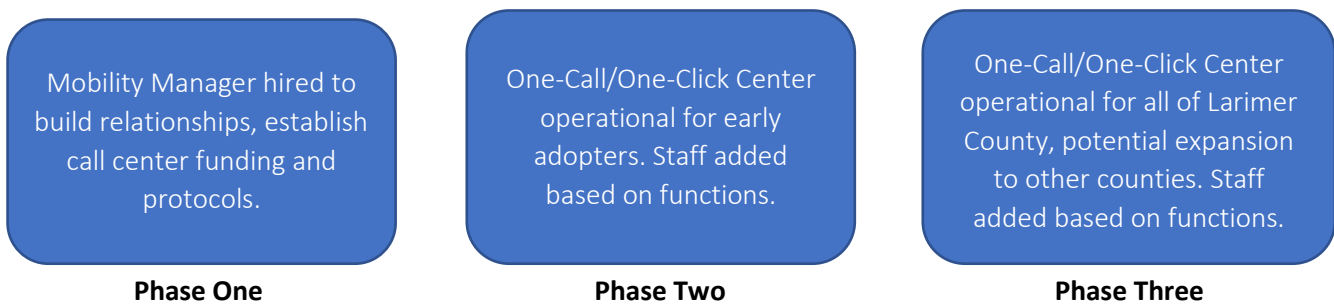 Mobility Manager hired to
build relationships, establish
call center funding and
protocols.
Phase One
One-Call/One-Click Center
operational for early
adopters. Staff added
based on functions.
Phase Two
One-Call/One-Click Center
operational for all of Larimer
County, potential expansion
to other counties. Staff
added based on functions.
Phase Three